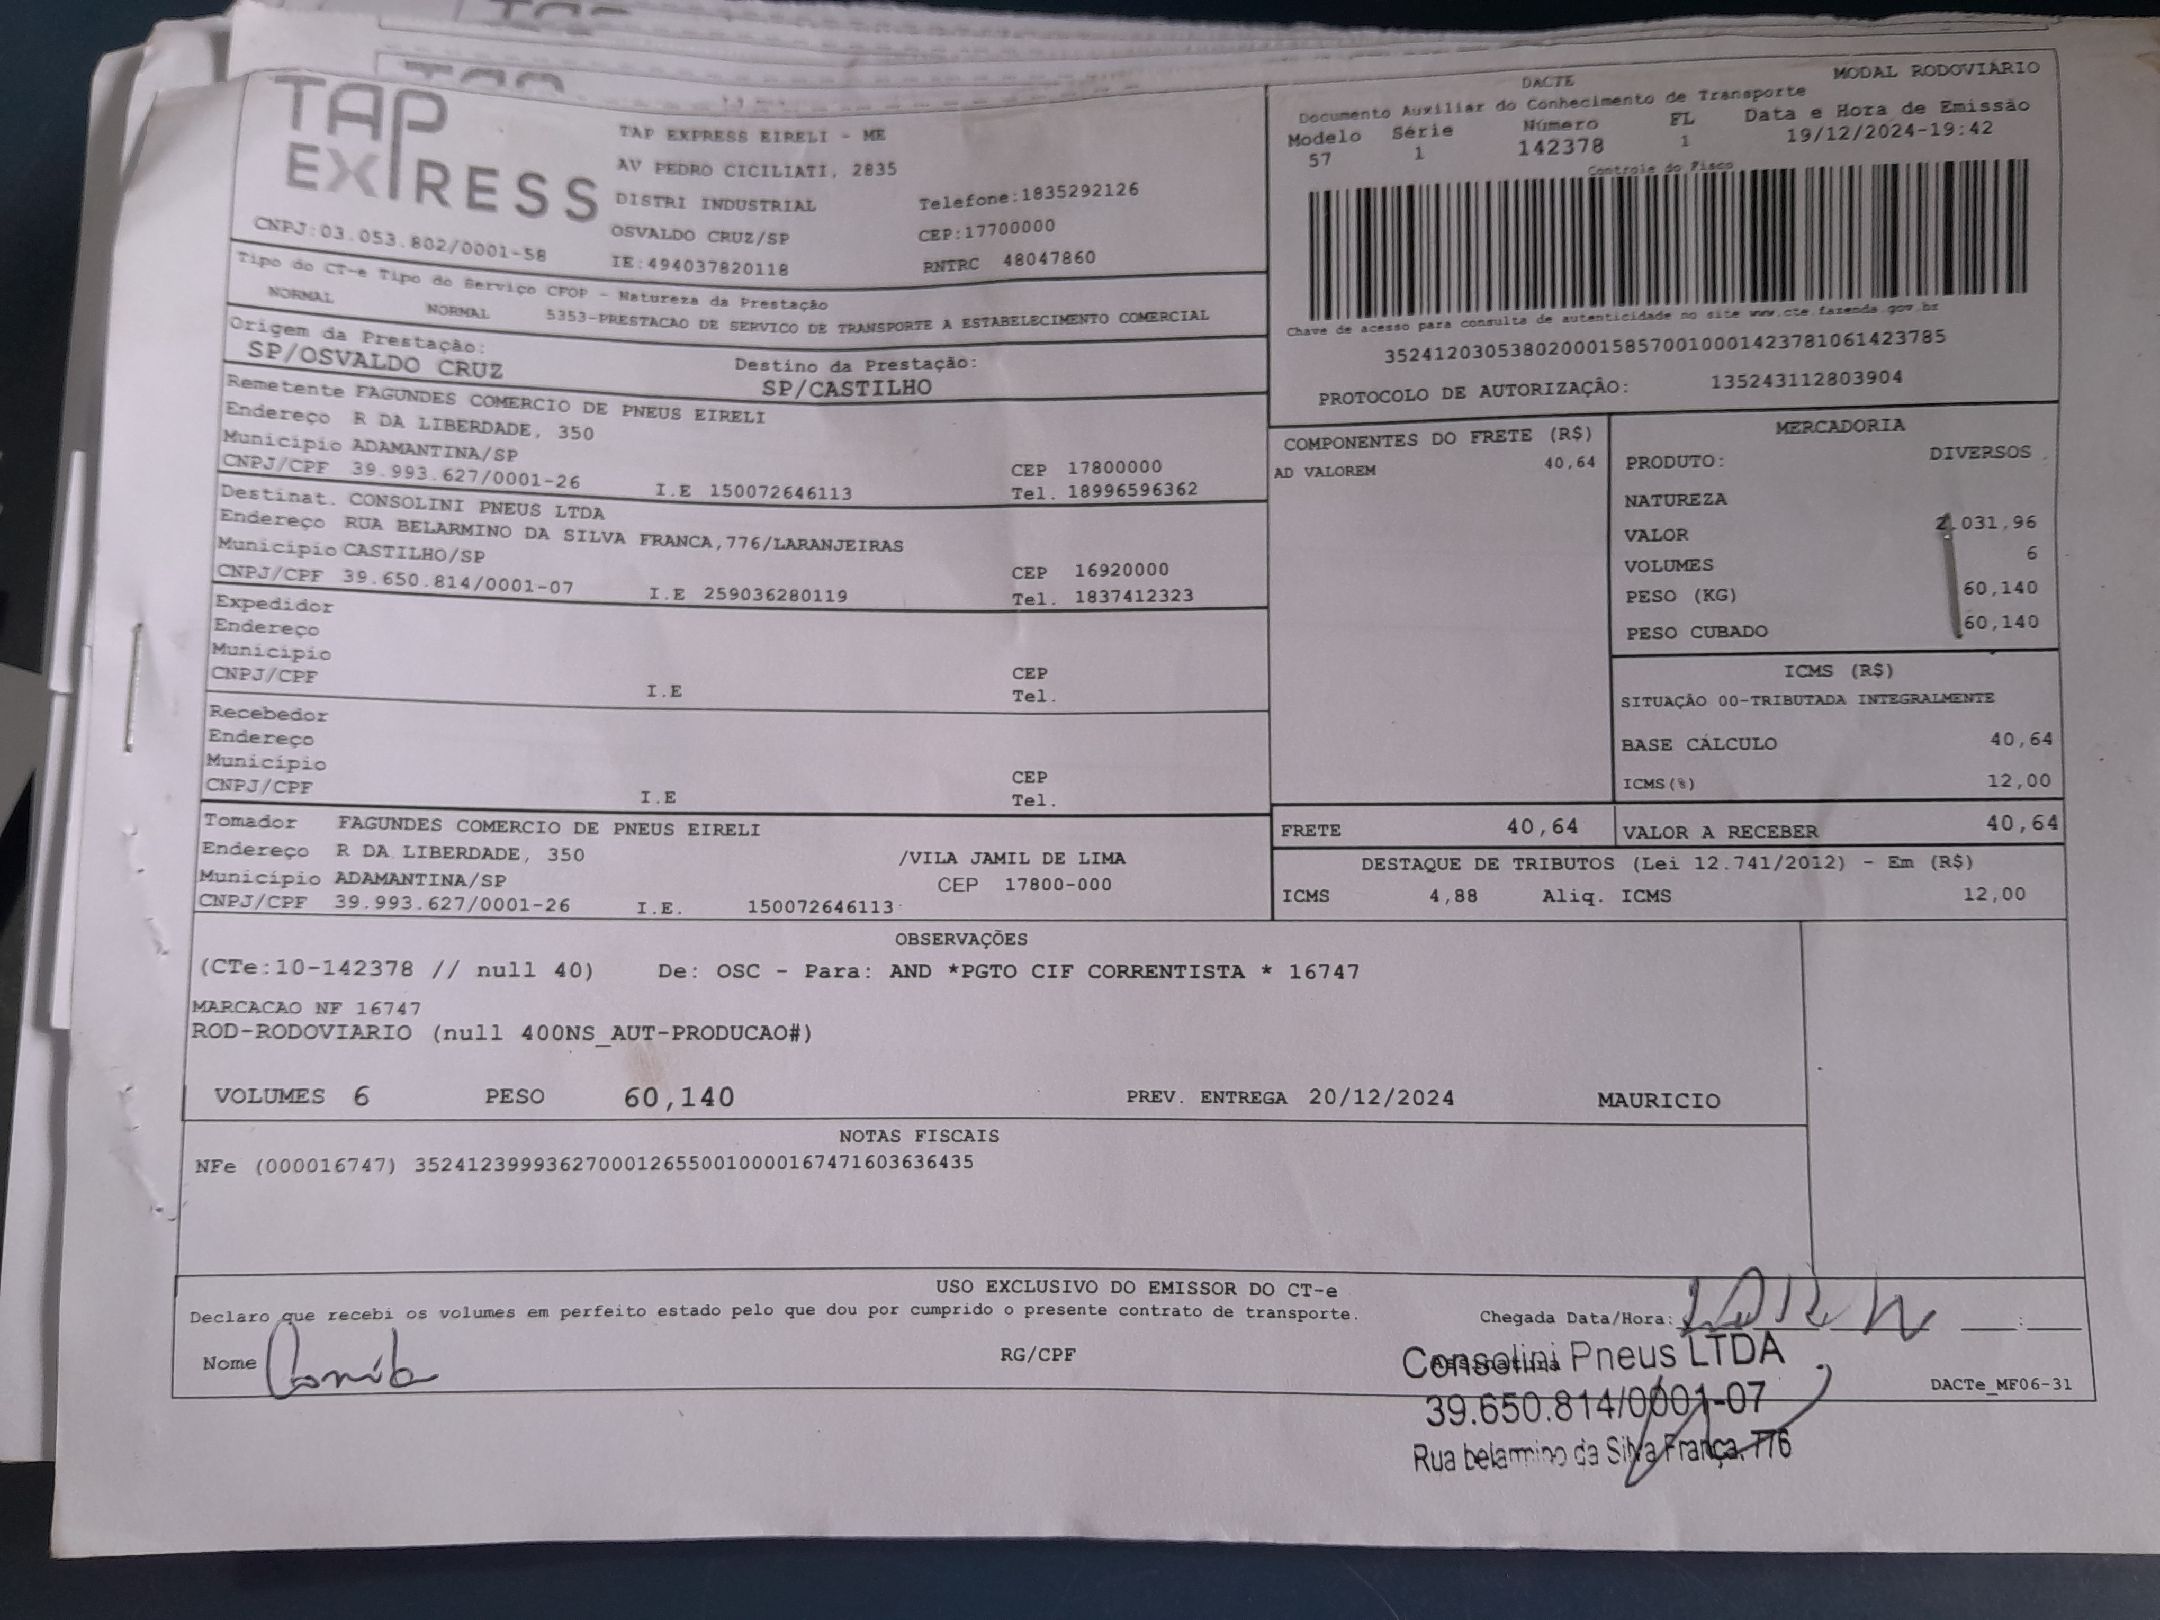 TAP
EXPRESS
CNPJ:03.053.802/0001-58
TAP EXPRESS EIRELI - ME
AV PEDRO CICILIATI, 2835
DISTRI INDUSTRIAL
Telefone:1835292126
OSVALDO CRUZ/SP
CEP:17700000
IE:494037820118
RNTRC 48047860
DACTE
MODAL RODOVIÁRIO
Documento Auxiliar do Conhecimento de Transporte
Modelo Série Número FL Data e Hora de Emissão
57 1 142378 1 19/12/2024-19:42
Controle do Fisco
Chave de acesso para consulta de autenticidade no site www.cte.fazenda.gov.br
35241203053802000158570010001423781061423785
PROTOCOLO DE AUTORIZAÇÂO: 135243112803904
Tipo do CT-e Tipo do Serviço CFOP - Natureza da Prestação
NORMAL NORMAL 5353-PRESTACAO DE SERVICO DE TRANSPORTE A ESTABELECIMENTO COMERCIAL
Origem da Prestação: Destino da Prestação:
SP/OSVALDO CRUZ SP/CASTILHO
Remetente FAGUNDES COMERCIO DE PNEUS EIRELI
Endereço R DA LIBERDADE, 350
Município ADAMANTINA/SP CEP 17800000
CNPJ/CPF 39.993.627/0001-26 I.E 150072646113 Tel. 18996596362
Destinat. CONSOLINI PNEUS LTDA
Endereço RUA BELARMINO DA SILVA FRANCA,776/LARANJEIRAS
Município CASTILHO/SP CEP 16920000
CNPJ/CPF 39.650.814/0001-07 I.E 259036280119 Tel. 1837412323
Expedidor
Endereço
Município CEP
CNPJ/CPF I.E Tel.
Recebedor
Endereço
Município CEP
CNPJ/CPF I.E Tel.
Tomador FAGUNDES COMERCIO DE PNEUS EIRELI
Endereço R DA LIBERDADE, 350 /VILA JAMIL DE LIMA
Município ADAMANTINA/SP CEP 17800-000
CNPJ/CPF 39.993.627/0001-26 I.E. 150072646113
COMPONENTES DO FRETE (R$)
AD VALOREM 40,64
MERCADORIA
PRODUTO: DIVERSOS
NATUREZA
VALOR 2.031,96
VOLUMES 6
PESO (KG) 60,140
PESO CUBADO 60,140
ICMS (R$)
SITUAÇÃO 00-TRIBUTADA INTEGRALMENTE
BASE CÁLCULO 40,64
ICMS(%) 12,00
FRETE 40,64 VALOR A RECEBER 40,64
DESTAQUE DE TRIBUTOS (Lei 12.741/2012) - Em (R$)
ICMS 4,88 Aliq. ICMS 12,00
OBSERVAÇÕES
(CTe:10-142378 // null 40) De: OSC - Para: AND *PGTO CIF CORRENTISTA * 16747
MARCACAO NF 16747
ROD-RODOVIARIO (null 400NS_AUT-PRODUCAO#)
VOLUMES 6 PESO 60,140 PREV. ENTREGA 20/12/2024 MAURICIO
NOTAS FISCAIS
NFe (000016747) 35241239993627000126550010000167471603636435
USO EXCLUSIVO DO EMISSOR DO CT-e
Declaro que recebi os volumes em perfeito estado pelo que dou por cumprido o presente contrato de transporte. Chegada Data/Hora: __:__
Nome RG/CPF Assinatura
Consolini Pneus LTDA
39.650.814/0001-07
Rua belarmino da Silva França, 776
DACTe_MF06-31